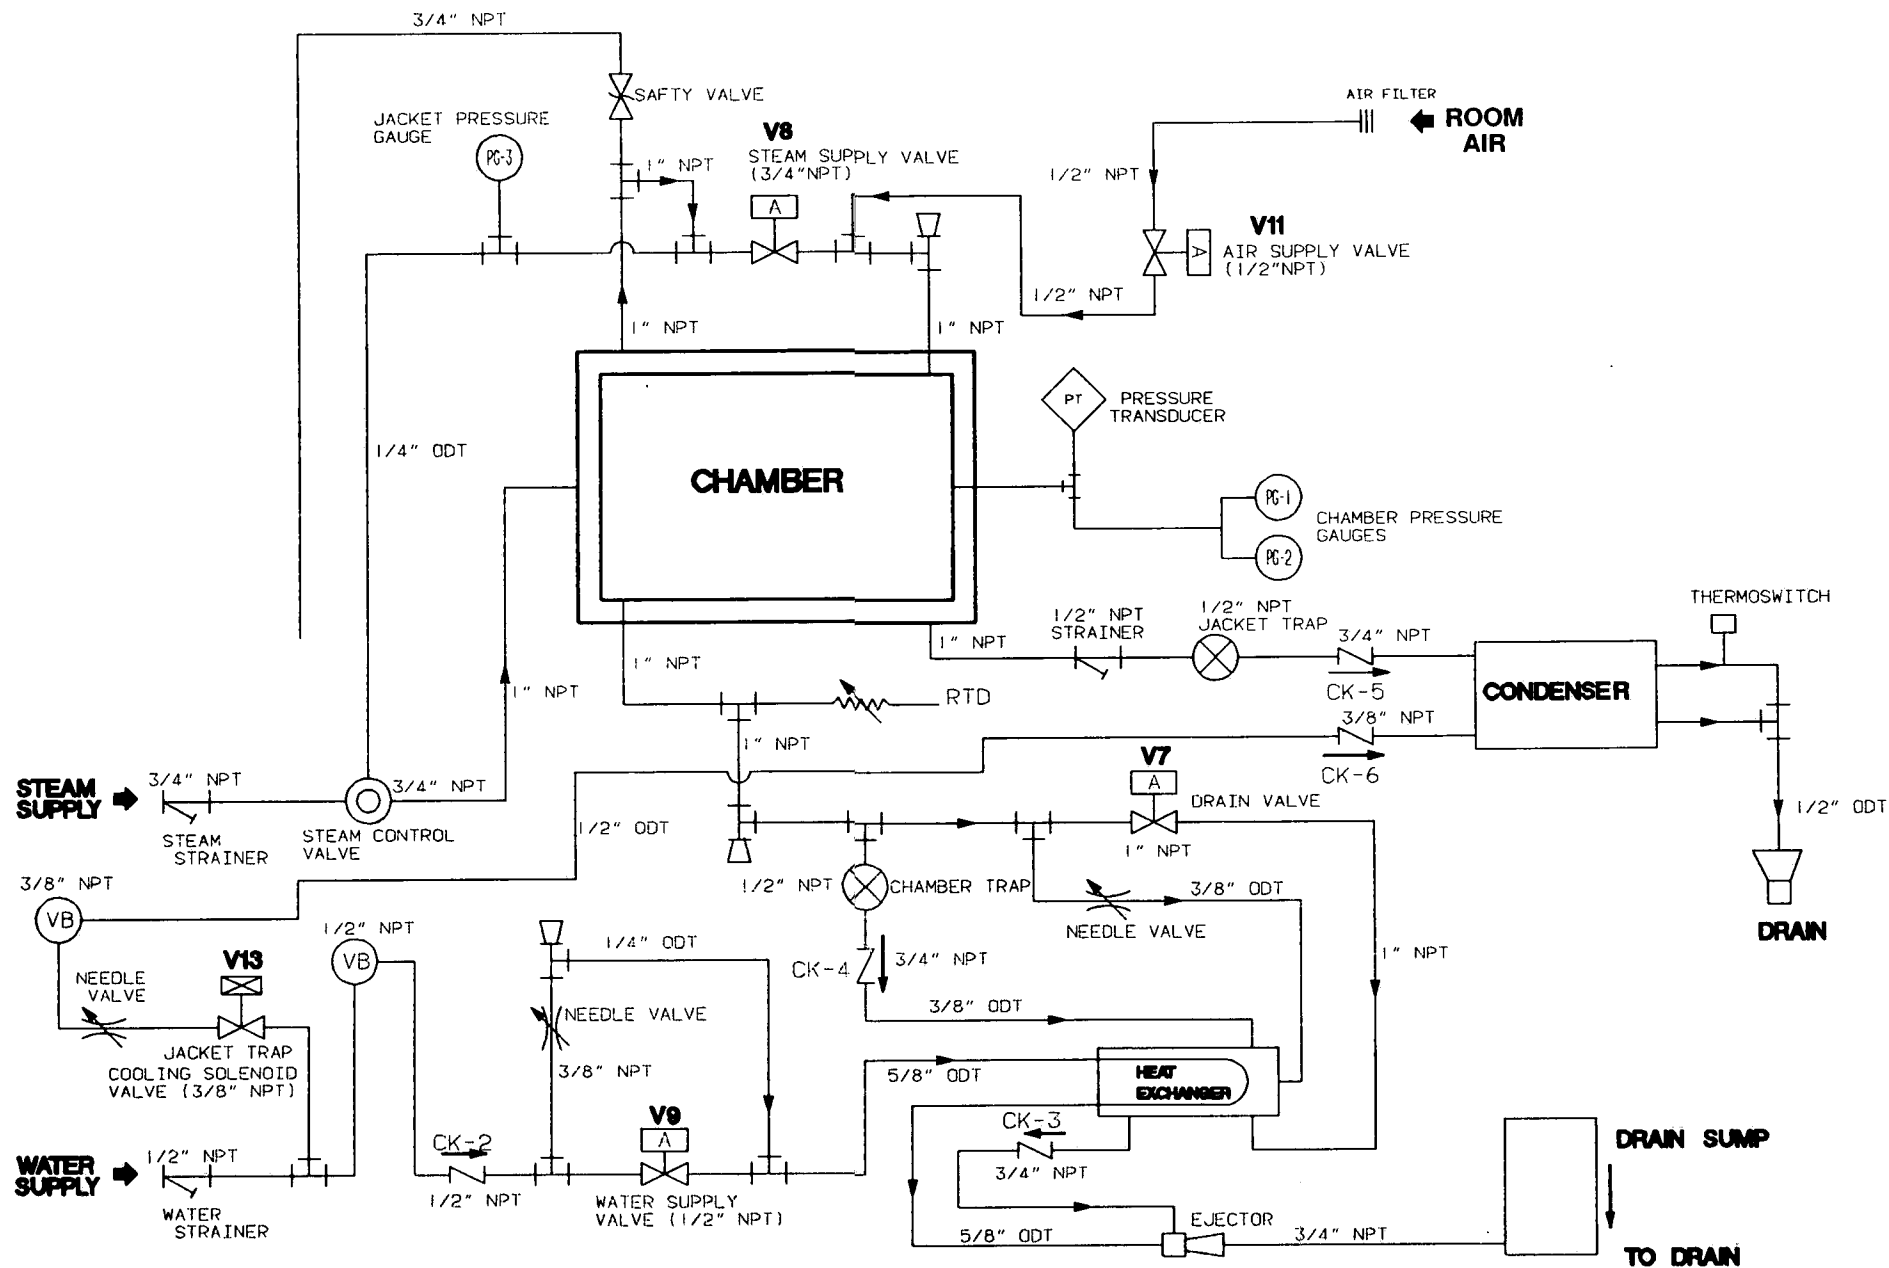 3/4" NPT
SAFTY VALVE
AIR FILTER
ROOM
AIR
JACKET PRESSURE
GAUGE
PG-3
1" NPT
V8
STEAM SUPPLY VALVE
(3/4"NPT)
A
1/2" NPT
V11
AIR SUPPLY VALVE
(1/2"NPT)
A
1/2" NPT
1" NPT
1" NPT
PT
PRESSURE
TRANSDUCER
1/4" ODT
CHAMBER
PG-1
CHAMBER PRESSURE
GAUGES
PG-2
THERMOSWITCH
1/2" NPT
STRAINER
1/2" NPT
JACKET TRAP
3/4" NPT
1" NPT
1" NPT
CK-5
CONDENSER
1" NPT
RTD
3/8" NPT
1" NPT
V7
CK-6
A
STEAM
SUPPLY
3/4" NPT
3/4" NPT
DRAIN VALVE
1/2" ODT
STEAM
STRAINER
STEAM CONTROL
VALVE
1/2" ODT
1" NPT
3/8" NPT
1/2" NPT
CHAMBER TRAP
3/8" ODT
VB
1/2" NPT
NEEDLE VALVE
DRAIN
VB
V13
1/4" ODT
CK-4
3/4" NPT
1" NPT
NEEDLE
VALVE
NEEDLE VALVE
3/8" ODT
JACKET TRAP
COOLING SOLENOID
VALVE (3/8" NPT)
3/8" NPT
5/8" ODT
HEAT
EXCHANGER
V9
A
CK-2
CK-3
DRAIN SUMP
WATER
SUPPLY
1/2" NPT
3/4" NPT
1/2" NPT
WATER SUPPLY
VALVE (1/2" NPT)
WATER
STRAINER
5/8" ODT
EJECTOR
3/4" NPT
TO DRAIN